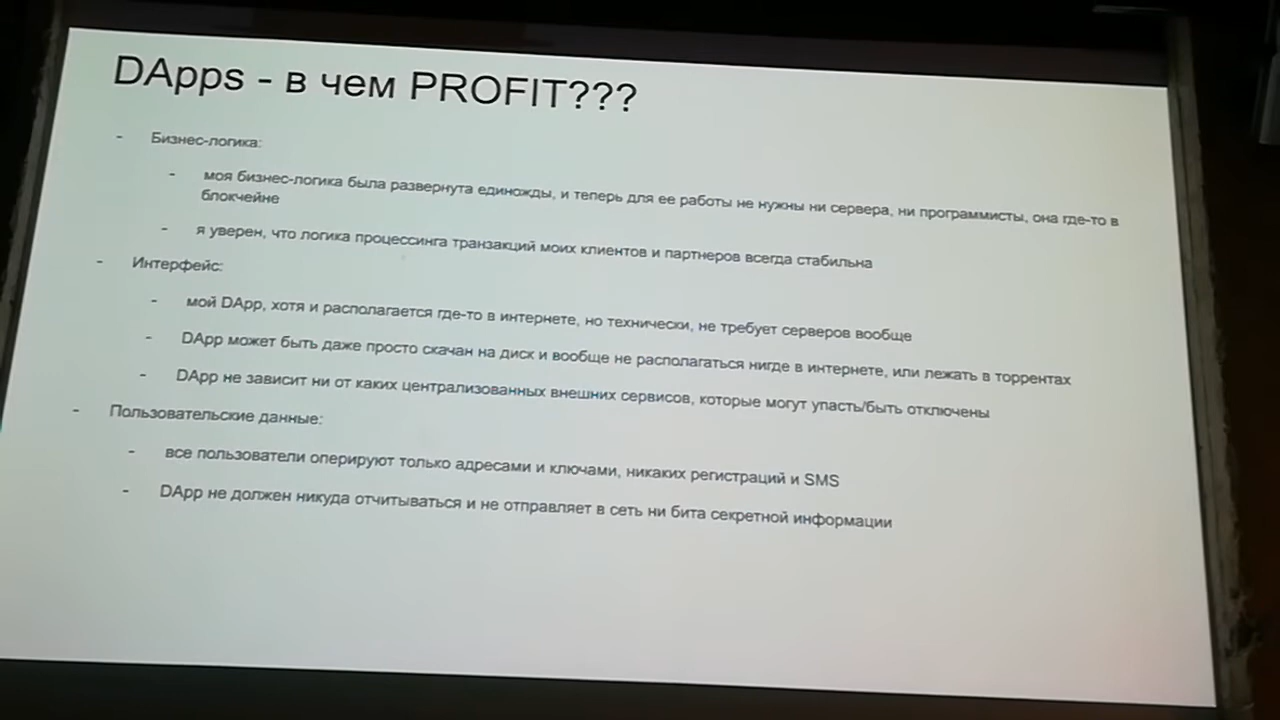 DApps - в чем PROFIT???
- Бизнес-логика:
- моя бизнес-логика была развернута единожды, и теперь для ее работы не нужны ни сервера, ни программисты, она где-то в
блокчейне
- я уверен, что логика процессинга транзакций моих клиентов и партнеров всегда стабильна
- Интерфейс:
- мой DApp, хотя и располагается где-то в интернете, но технически, не требует серверов вообще
- DApp может быть даже просто скачан на диск и вообще не располагаться нигде в интернете, или лежать в торрентах
- DApp не зависит ни от каких централизованных внешних сервисов, которые могут упасть/быть отключены
- Пользовательские данные:
- все пользователи оперируют только адресами и ключами, никаких регистраций и SMS
- DApp не должен никуда отчитываться и не отправляет в сеть ни бита секретной информации